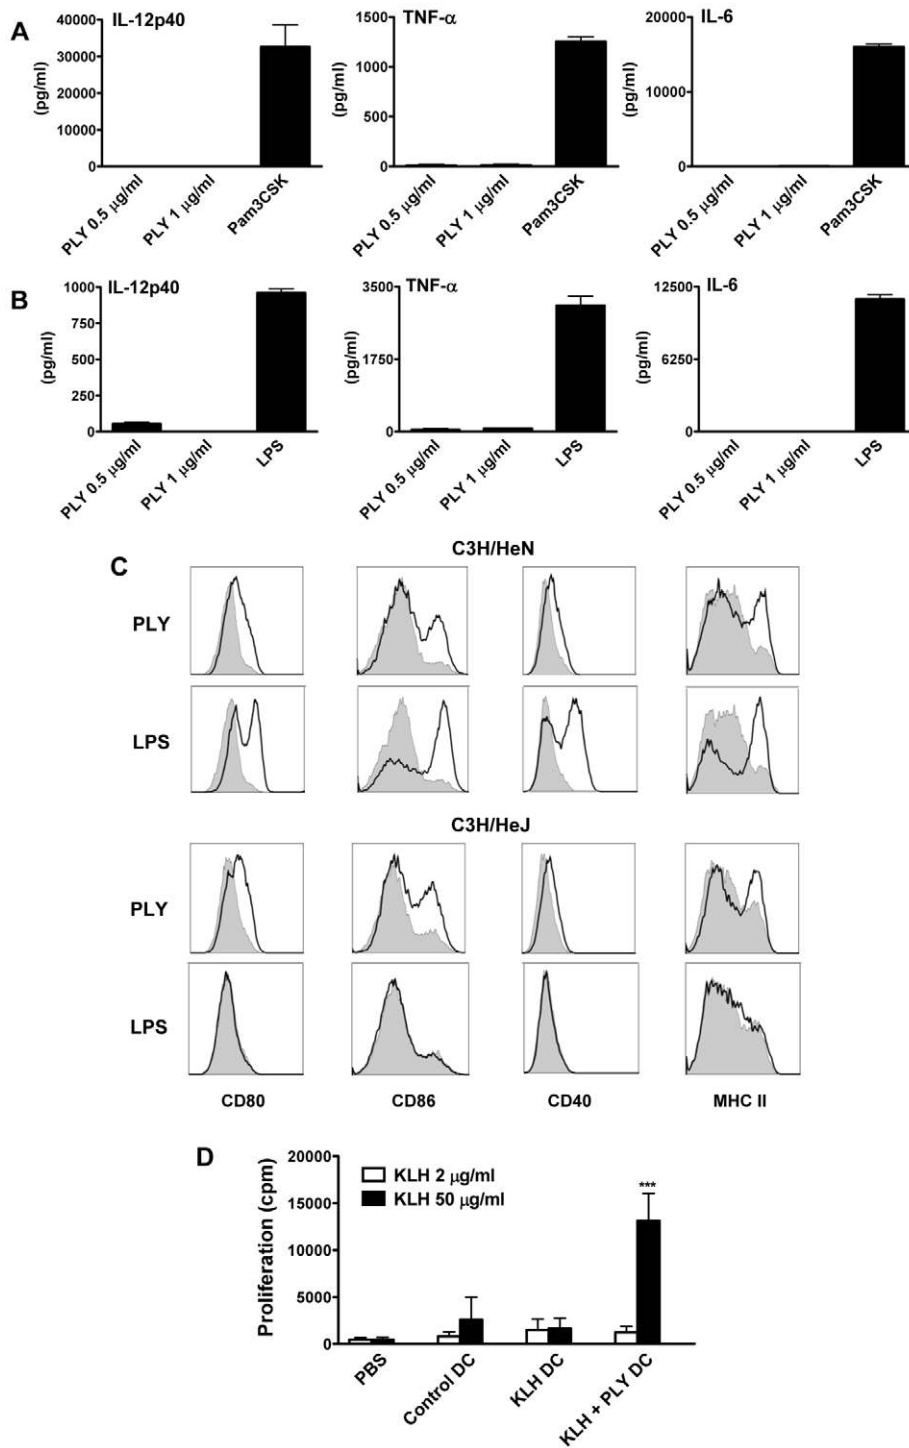 A
IL-12p40
TNF-α
IL-6
40000
30000
20000
10000
0
(pg/ml)
1500
1000
500
0
(pg/ml)
20000
10000
0
(pg/ml)
PLY 0.5 μg/ml
PLY 1 μg/ml
Pam3CSK
PLY 0.5 μg/ml
PLY 1 μg/ml
Pam3CSK
PLY 0.5 μg/ml
PLY 1 μg/ml
Pam3CSK
B
IL-12p40
TNF-α
IL-6
1000
750
500
250
0
(pg/ml)
3500
1750
0
(pg/ml)
12500
6250
0
(pg/ml)
PLY 0.5 μg/ml
PLY 1 μg/ml
LPS
PLY 0.5 μg/ml
PLY 1 μg/ml
LPS
PLY 0.5 μg/ml
PLY 1 μg/ml
LPS
C
C3H/HeN
PLY
LPS
C3H/HeJ
PLY
LPS
CD80
CD86
CD40
MHC II
D
Proliferation (cpm)
20000
15000
10000
5000
0
KLH 2 μg/ml
KLH 50 μg/ml
***
PBS
Control DC
KLH DC
KLH + PLY DC